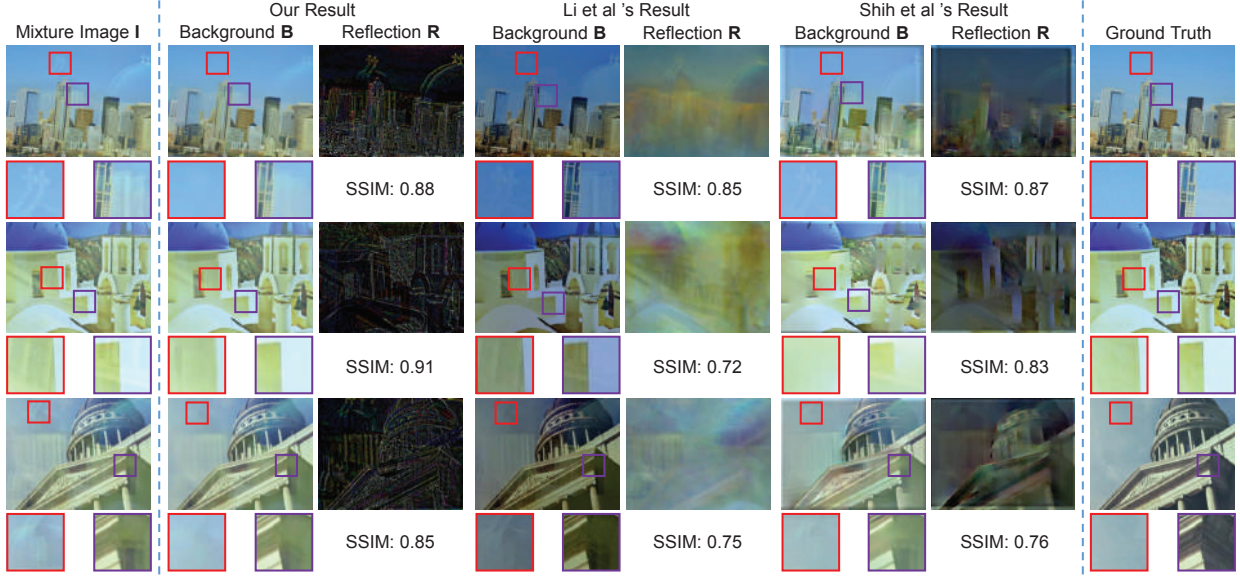 Our Result
Li et al 's Result
Shih et al 's Result
Mixture Image I
Background B
Reflection R
Background B
Reflection R
Background B
Reflection R
Ground Truth
SSIM: 0.88
SSIM: 0.85
SSIM: 0.87
SSIM: 0.91
SSIM: 0.72
SSIM: 0.83
SSIM: 0.85
SSIM: 0.75
SSIM: 0.76